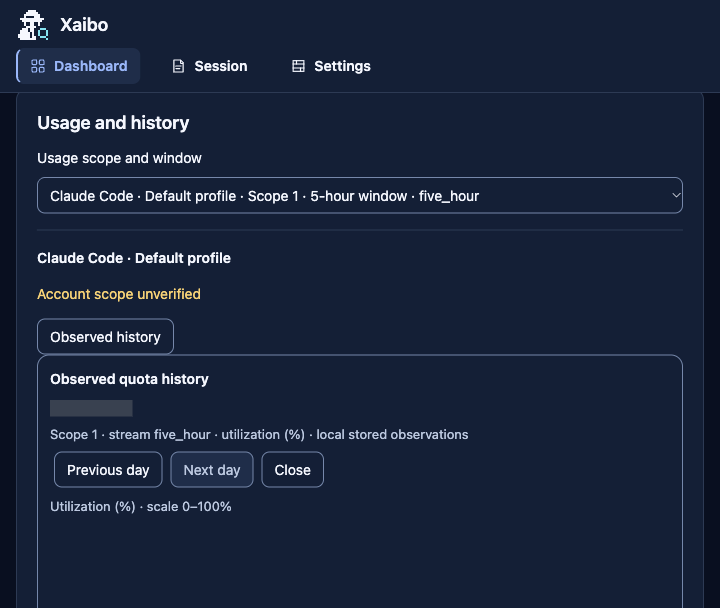 Xaibo
Dashboard Session Settings
Usage and history
Usage scope and window
Claude Code · Default profile · Scope 1 · 5-hour window · five_hour
Claude Code · Default profile
Account scope unverified
Observed history
Observed quota history
Scope 1 · stream five_hour · utilization (%) · local stored observations
Previous day Next day Close
Utilization (%) · scale 0–100%